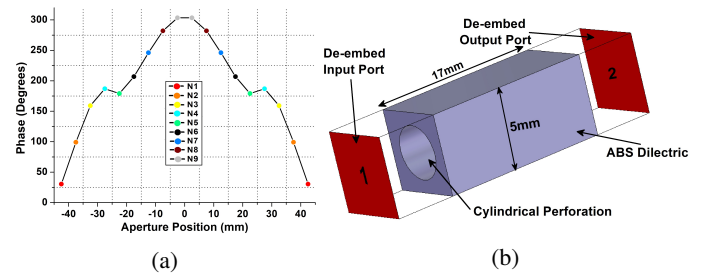 300
250
200
150
100
50
0
Phase (Degrees)
-40 -30 -20 -10 0 10 20 30 40
Aperture Position (mm)
N1
N2
N3
N4
N5
N6
N7
N8
N9
(a)
De-embed
Input Port
De-embed
Output Port
17mm
5mm
1
2
ABS Dilectric
Cylindrical Perforation
(b)